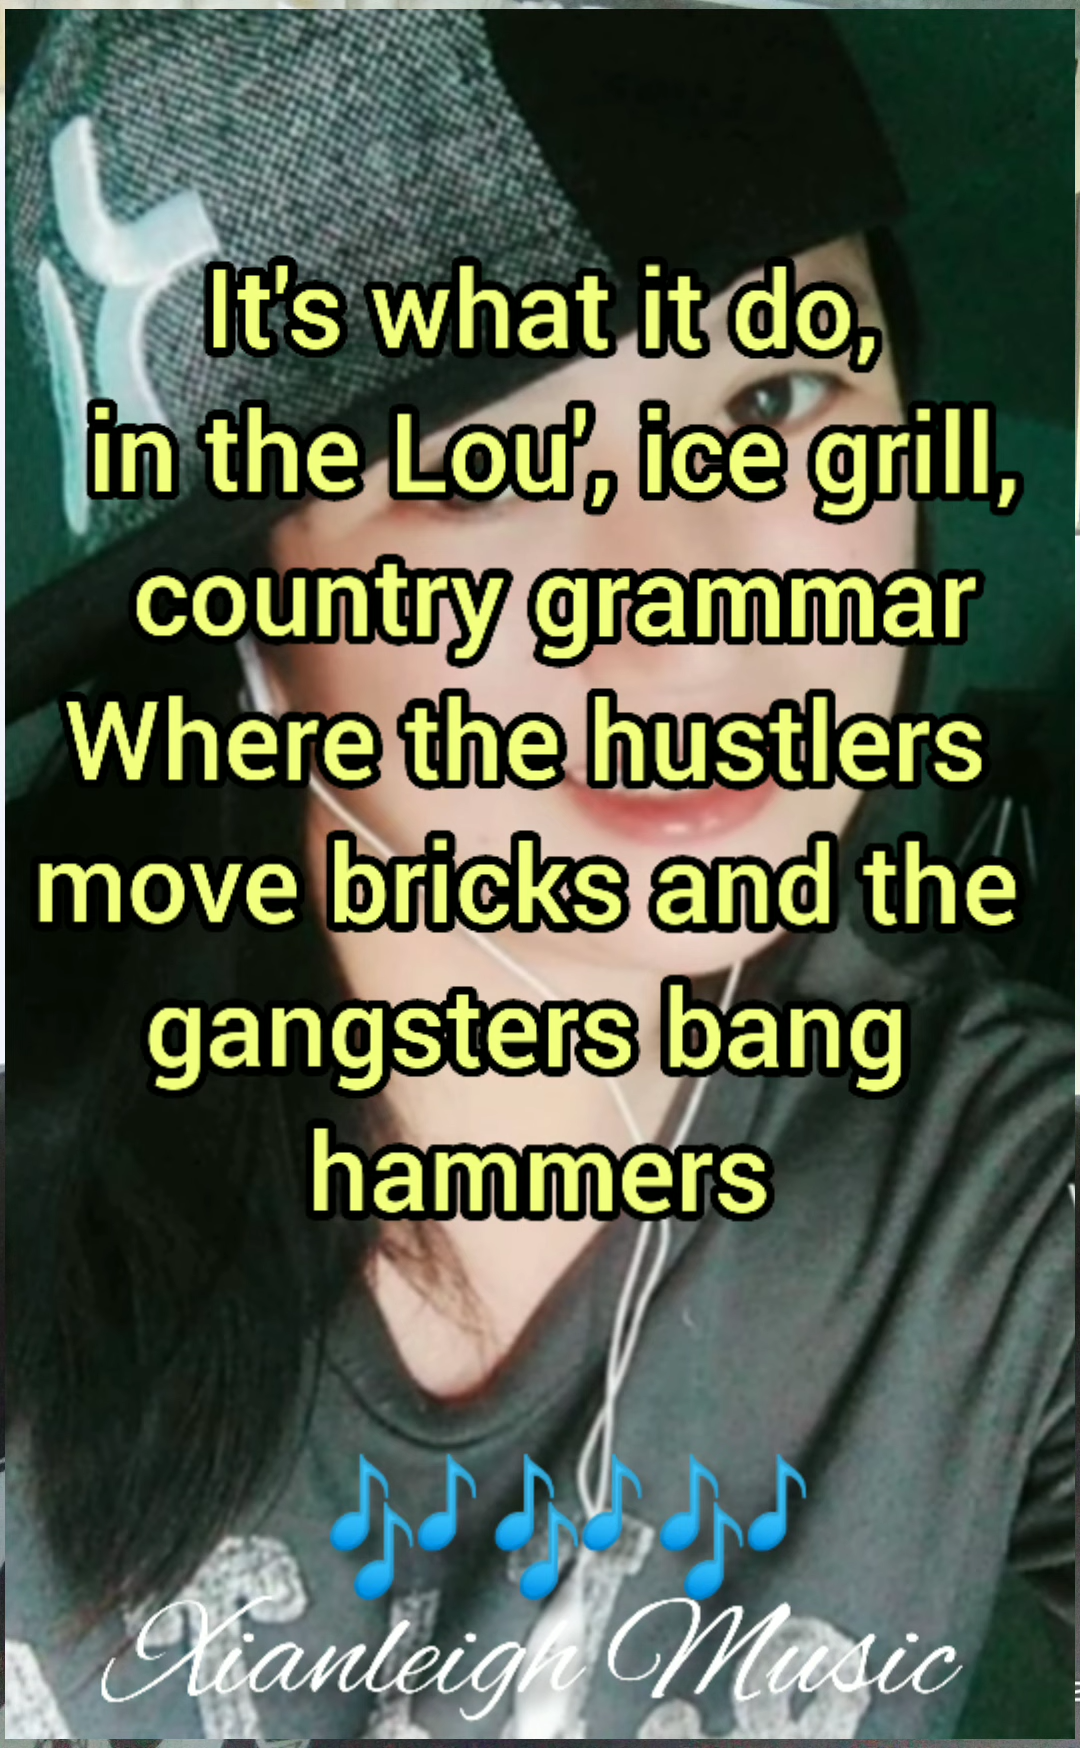 It's what it do,
in the Lou', ice grill,
country grammar
Where the hustlers
move bricks and the
gangsters bang
hammers
Xianleigh Music